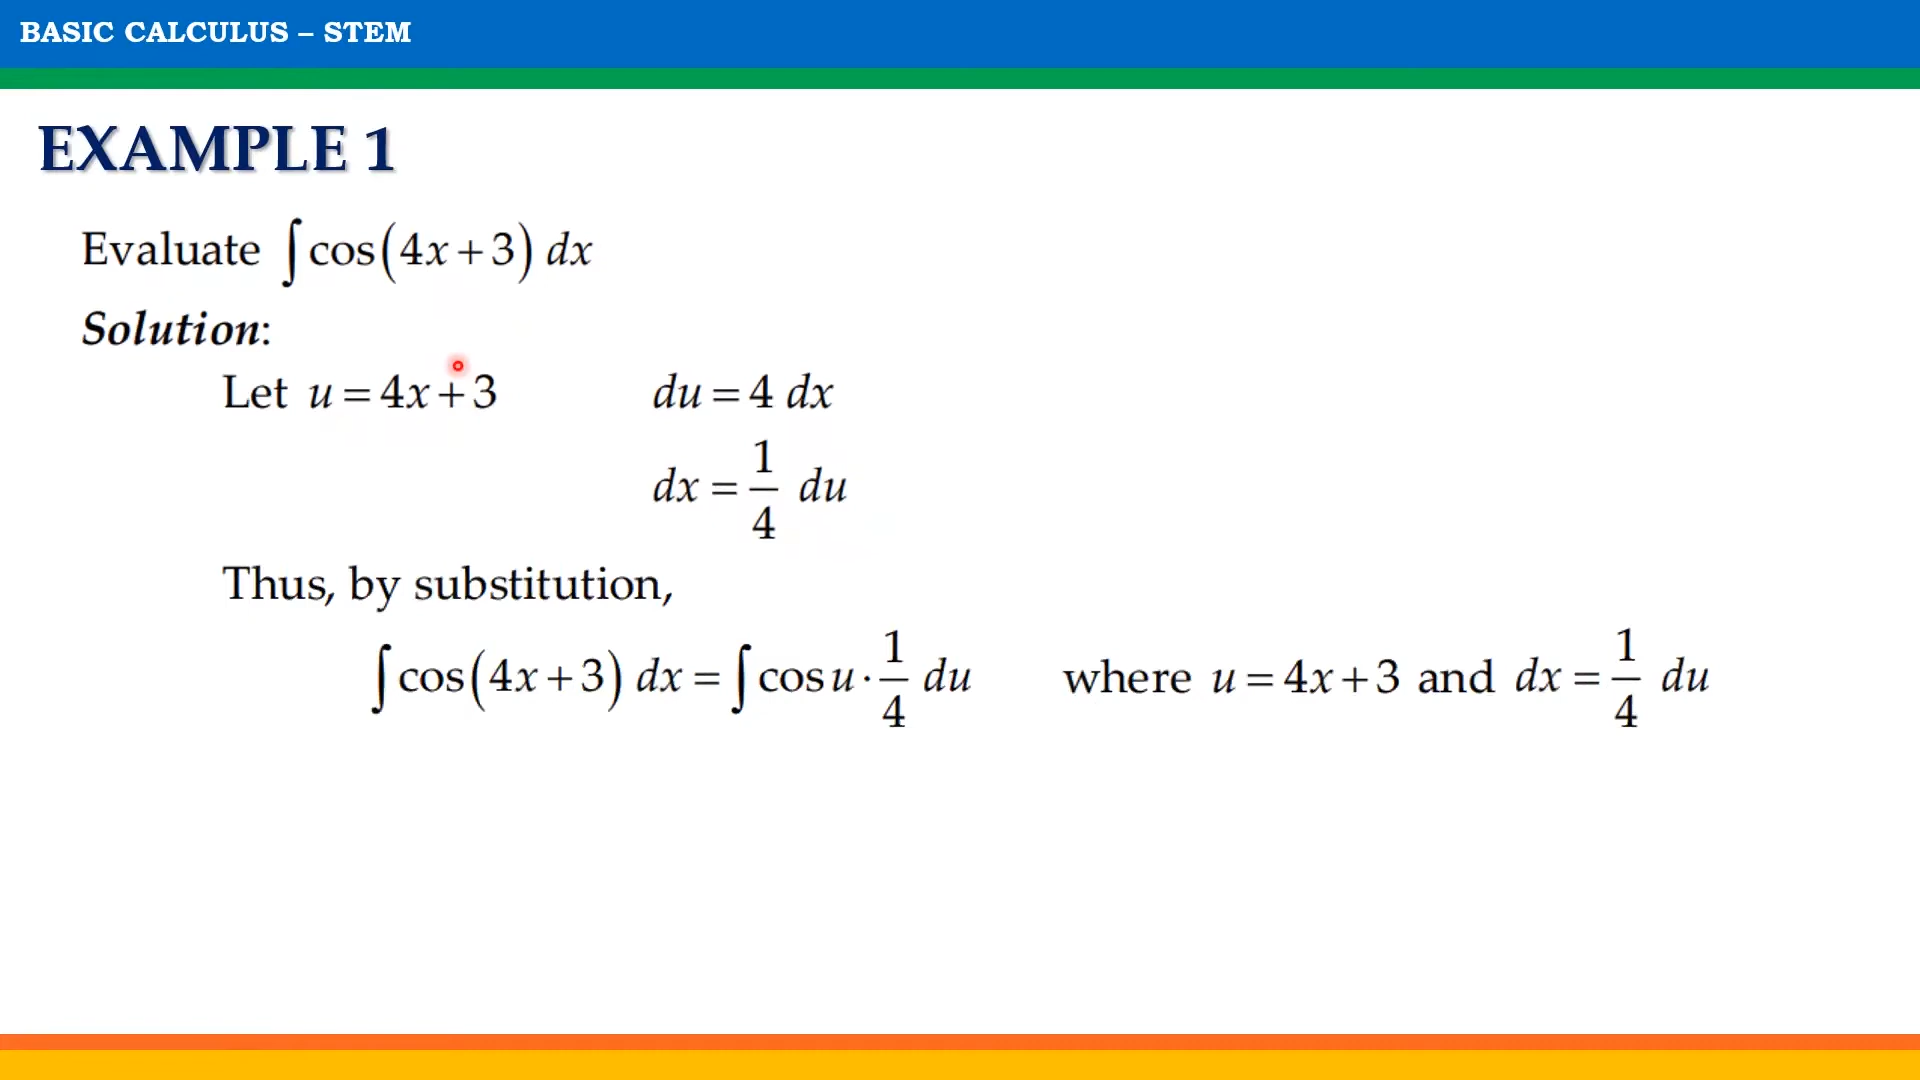 BASIC CALCULUS – STEM
EXAMPLE 1
Evaluate ∫cos(4x+3) dx
Solution:
Let u = 4x+3 du = 4 dx
dx = 1/4 du
Thus, by substitution,
∫cos(4x+3) dx = ∫cos u · 1/4 du where u = 4x+3 and dx = 1/4 du